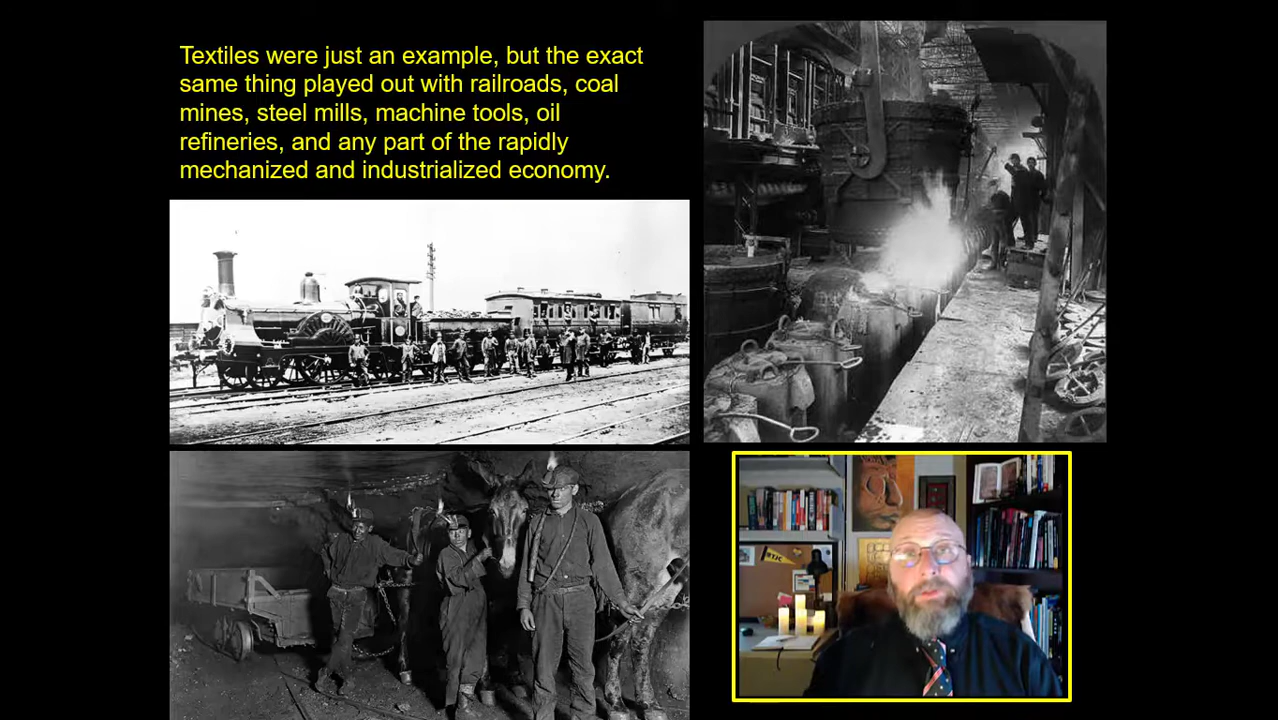 Textiles were just an example, but the exact
same thing played out with railroads, coal
mines, steel mills, machine tools, oil
refineries, and any part of the rapidly
mechanized and industrialized economy.
TJC